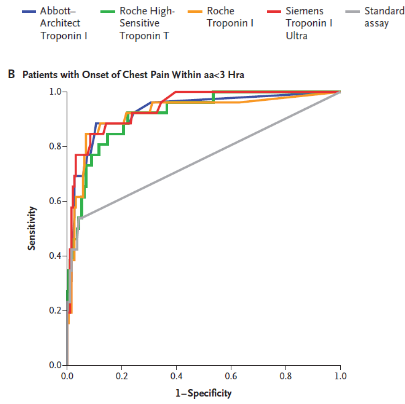 Abbott– Roche High- Roche Siemens Standard
Architect Sensitive Troponin I Troponin I assay
Troponin I Troponin T Ultra
B Patients with Onset of Chest Pain Within aa<3 Hra
1.0
0.8
0.6
0.4
0.2
0.0
Sensitivity
0.0 0.2 0.4 0.6 0.8 1.0
1–Specificity